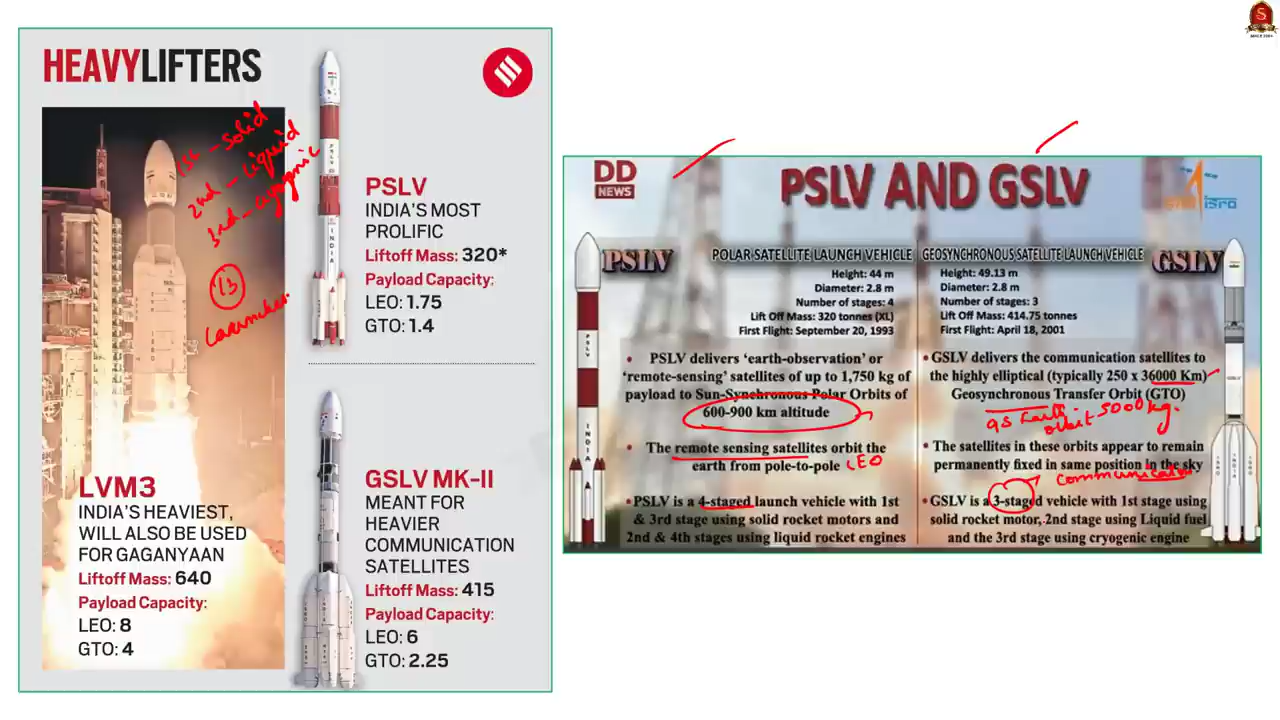 HEAVYLIFTERS
1st - Solid
2nd - Liquid
3rd - cryogenic
13
Launches
PSLV
INDIA'S MOST
PROLIFIC
Liftoff Mass: 320*
Payload Capacity:
LEO: 1.75
GTO: 1.4
LVM3
INDIA'S HEAVIEST,
WILL ALSO BE USED
FOR GAGANYAAN
Liftoff Mass: 640
Payload Capacity:
LEO: 8
GTO: 4
GSLV MK-II
MEANT FOR
HEAVIER
COMMUNICATION
SATELLITES
Liftoff Mass: 415
Payload Capacity:
LEO: 6
GTO: 2.25
DD
NEWS
PSLV AND GSLV
isro
PSLV
POLAR SATELLITE LAUNCH VEHICLE
Height: 44 m
Diameter: 2.8 m
Number of stages: 4
Lift Off Mass: 320 tonnes (XL)
First Flight: September 20, 1993
• PSLV delivers 'earth-observation' or
'remote-sensing' satellites of up to 1,750 kg of
payload to Sun-Synchronous Polar Orbits of
600-900 km altitude
• The remote sensing satellites orbit the
earth from pole-to-pole LEO
• PSLV is a 4-staged launch vehicle with 1st
& 3rd stage using solid rocket motors and
2nd & 4th stages using liquid rocket engines
GEOSYNCHRONOUS SATELLITE LAUNCH VEHICLE
GSLV
Height: 49.13 m
Diameter: 2.8 m
Number of stages: 3
Lift Off Mass: 414.75 tonnes
First Flight: April 18, 2001
• GSLV delivers the communication satellites to
the highly elliptical (typically 250 x 36000 Km)
Geosynchronous Transfer Orbit (GTO)
orbit 5000 kg.
• The satellites in these orbits appear to remain
permanently fixed in same position in the sky
• GSLV is a 3-staged vehicle with 1st stage using
solid rocket motor, 2nd stage using Liquid fuel
and the 3rd stage using cryogenic engine
PSLV
INDIA
PSLV
INDIA
GSLV
S